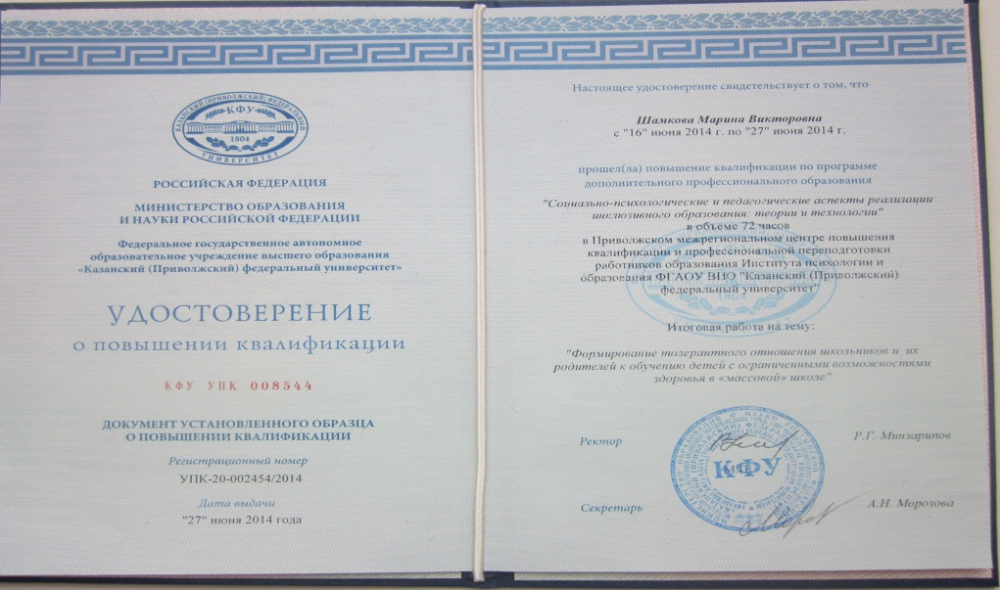 КАЗАНСКИЙ (ПРИВОЛЖСКИЙ) ФЕДЕРАЛЬНЫЙ
КФУ
1804
УНИВЕРСИТЕТ
РОССИЙСКАЯ ФЕДЕРАЦИЯ
МИНИСТЕРСТВО ОБРАЗОВАНИЯ
И НАУКИ РОССИЙСКОЙ ФЕДЕРАЦИИ
Федеральное государственное автономное
образовательное учреждение высшего образования
«Казанский (Приволжский) федеральный университет»
УДОСТОВЕРЕНИЕ
о повышении квалификации
КФУ УПК 008544
ДОКУМЕНТ УСТАНОВЛЕННОГО ОБРАЗЦА
О ПОВЫШЕНИИ КВАЛИФИКАЦИИ
Регистрационный номер
УПК-20-002454/2014
Дата выдачи
"27" июня 2014 года
Настоящее удостоверение свидетельствует о том, что
Шамкова Марина Викторовна
с "16" июня 2014 г. по "27" июня 2014 г.
прошел(ла) повышение квалификации по программе
дополнительного профессионального образования
"Социально-психологические и педагогические аспекты реализации
инклюзивного образования: теории и технологии"
в объеме 72 часов
в Приволжском межрегиональном центре повышения
квалификации и профессиональной переподготовки
работников образования Института психологии и
образования ФГАОУ ВПО "Казанский (Приволжский)
федеральный университет"
1804
Итоговая работа на тему:
"Формирование толерантного отношения школьников и их
родителей к обучению детей с ограниченными возможностями
здоровья в «массовой» школе"
Ректор
Р.Г. Минзарипов
КФУ
Секретарь
А.Н. Морозова